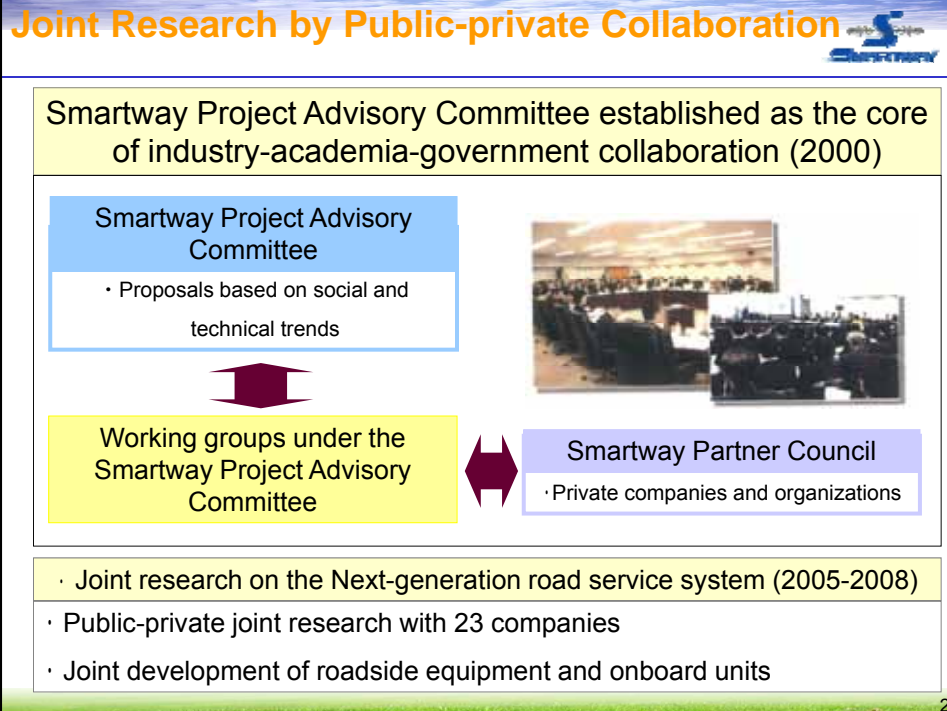 Joint Research by Public-private Collaboration
SMARTWAY
Smartway Project Advisory Committee established as the core
of industry-academia-government collaboration (2000)
Smartway Project Advisory
Committee
・Proposals based on social and
technical trends
Working groups under the
Smartway Project Advisory
Committee
Smartway Partner Council
・Private companies and organizations
・Joint research on the Next-generation road service system (2005-2008)
・Public-private joint research with 23 companies
・Joint development of roadside equipment and onboard units
2